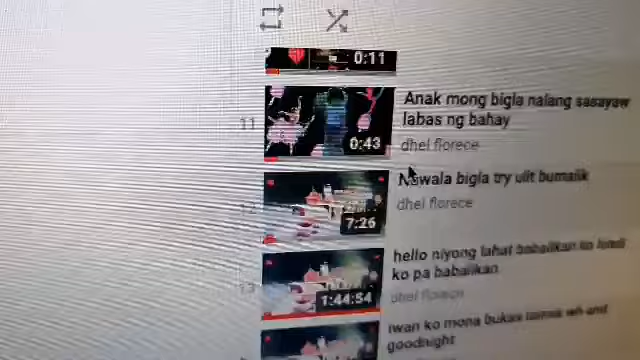 0:11
11
Anak mong bigla nalang sasayaw
labas ng bahay
0:43
dhel florece
12
Nawala bigla try ulit bumalik
dhel florece
7:26
13
hello niyong lahat babalikan ko
ko pa babalikan
1:44:54
dhel florece
iwan ko mona bukas
goodnight